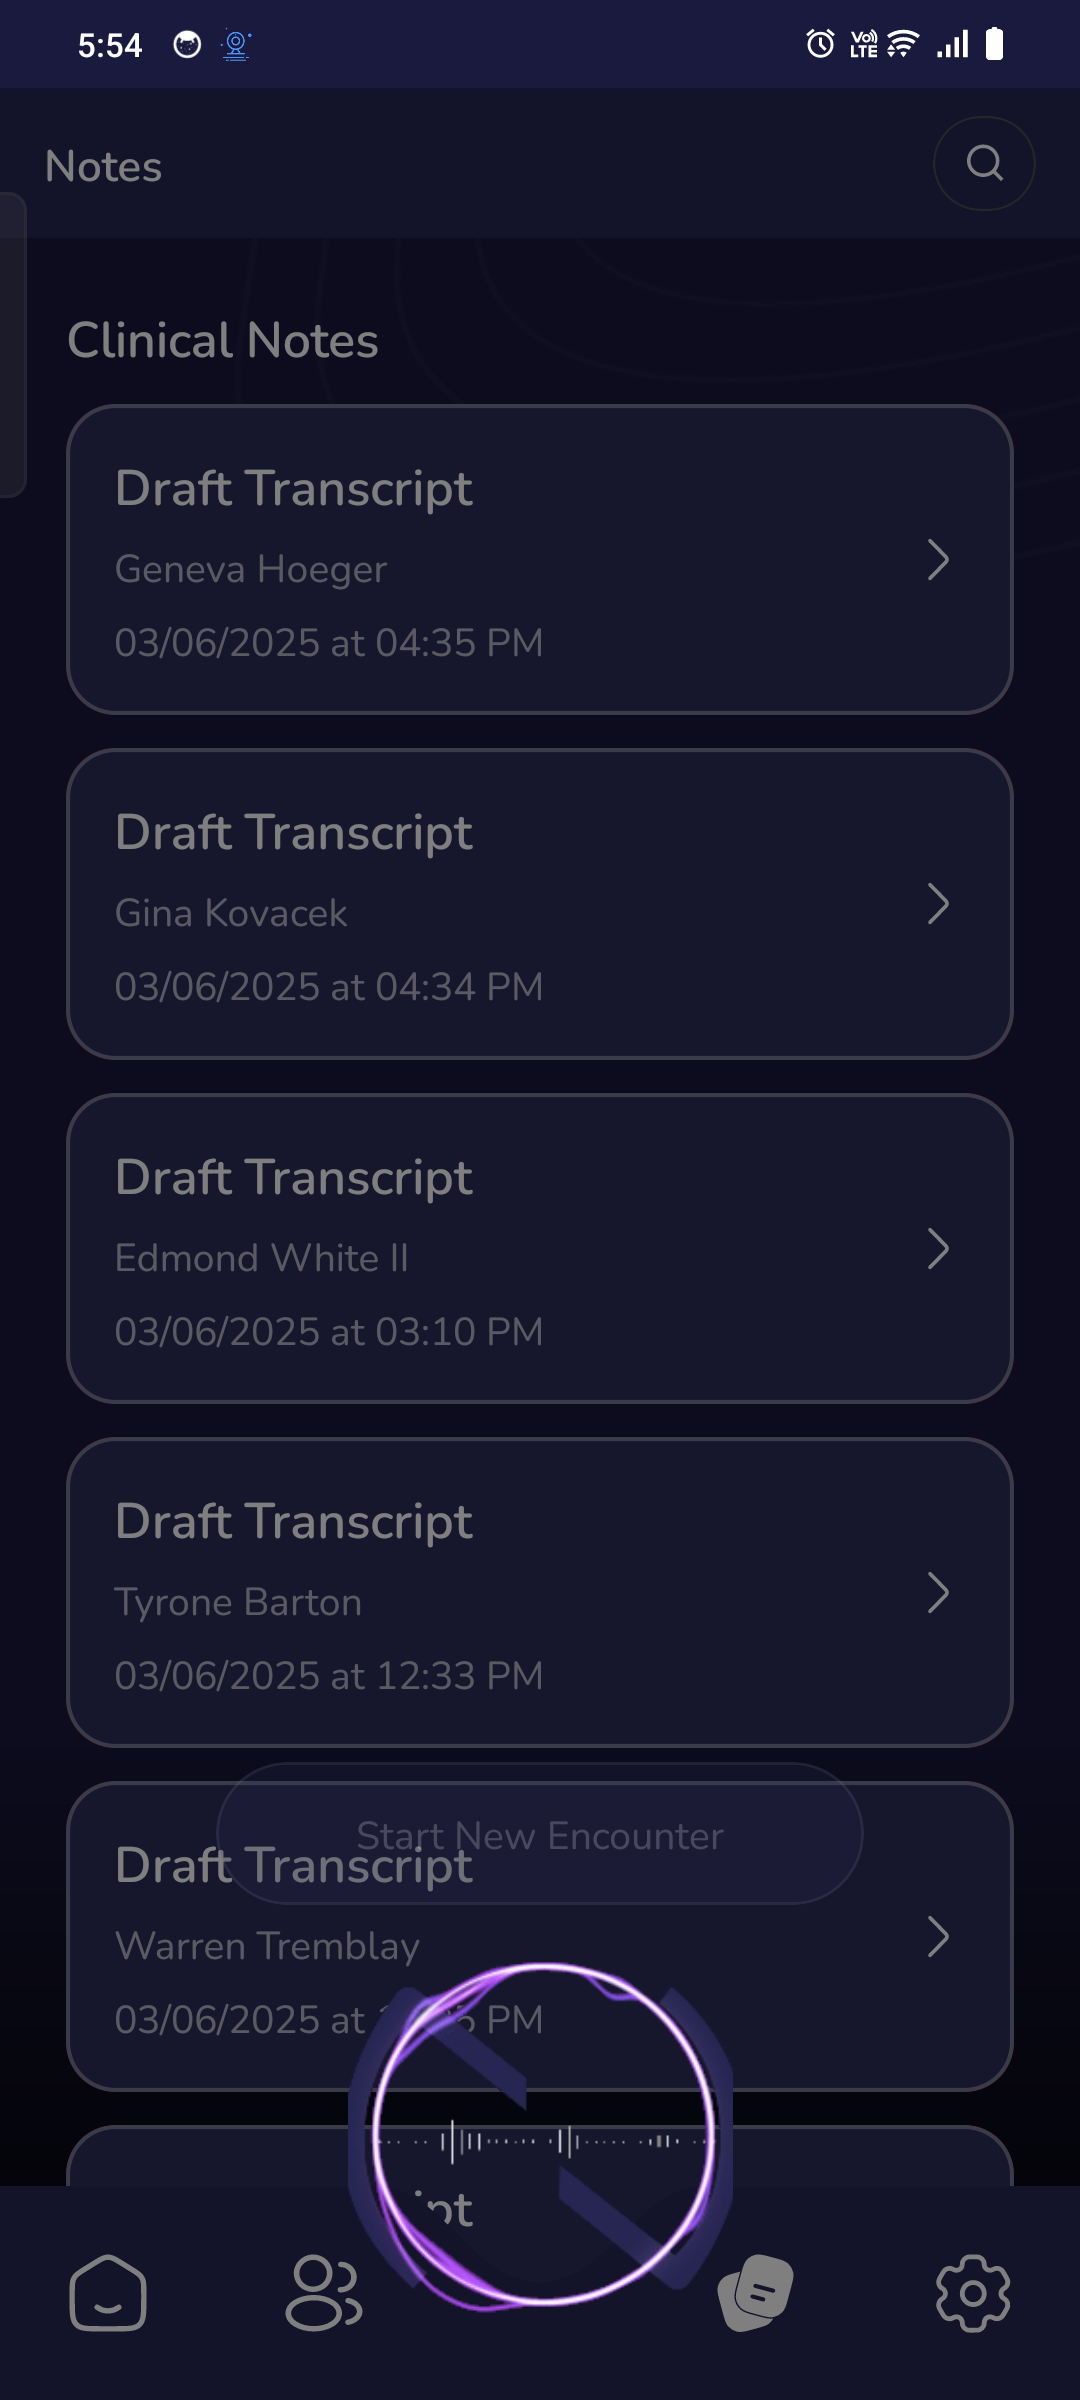 5:54
Vo)) LTE
Notes
Clinical Notes
Draft Transcript
Geneva Hoeger
03/06/2025 at 04:35 PM
Draft Transcript
Gina Kovacek
03/06/2025 at 04:34 PM
Draft Transcript
Edmond White II
03/06/2025 at 03:10 PM
Draft Transcript
Tyrone Barton
03/06/2025 at 12:33 PM
Start New Encounter
Draft Transcript
Warren Tremblay
03/06/2025 at PM
ipt